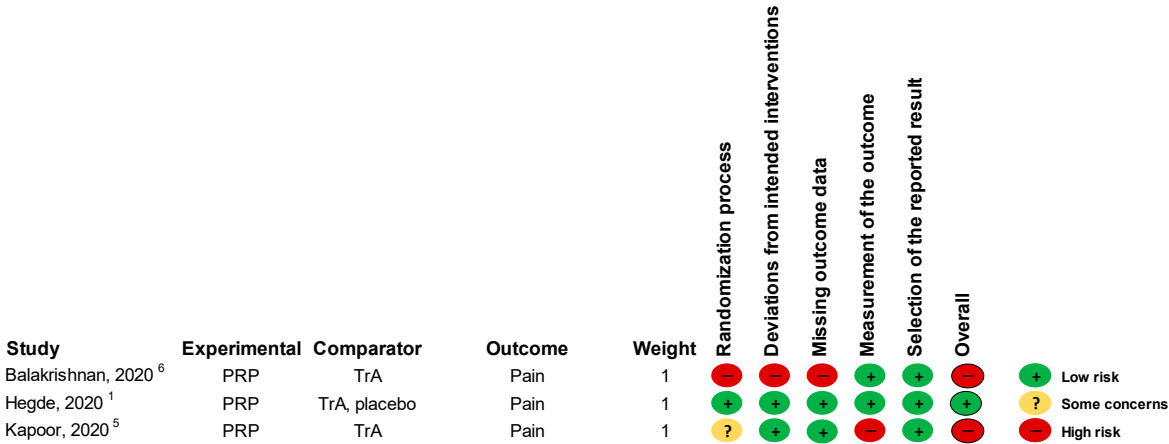 Study Experimental Comparator Outcome Weight Randomization process Deviations from intended interventions Missing outcome data Measurement of the outcome Selection of the reported result Overall
Balakrishnan, 2020 6 PRP TrA Pain 1 − − − + + − + Low risk
Hegde, 2020 1 PRP TrA, placebo Pain 1 + + + + + + ? Some concerns
Kapoor, 2020 5 PRP TrA Pain 1 ? + + − + − − High risk